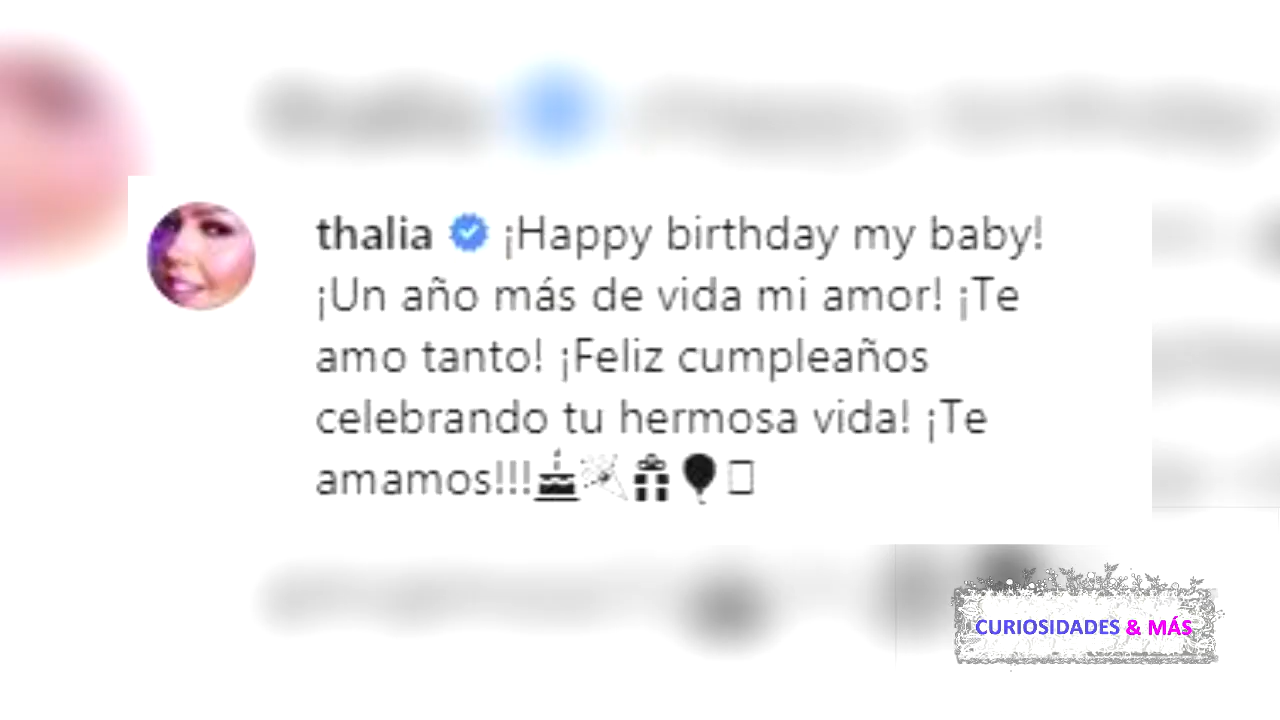 thalia ¡Happy birthday my baby!
¡Un año más de vida mi amor! ¡Te
amo tanto! ¡Feliz cumpleaños
celebrando tu hermosa vida! ¡Te
amamos!!!🎂🎉🎁🎈
CURIOSIDADES & MÁS